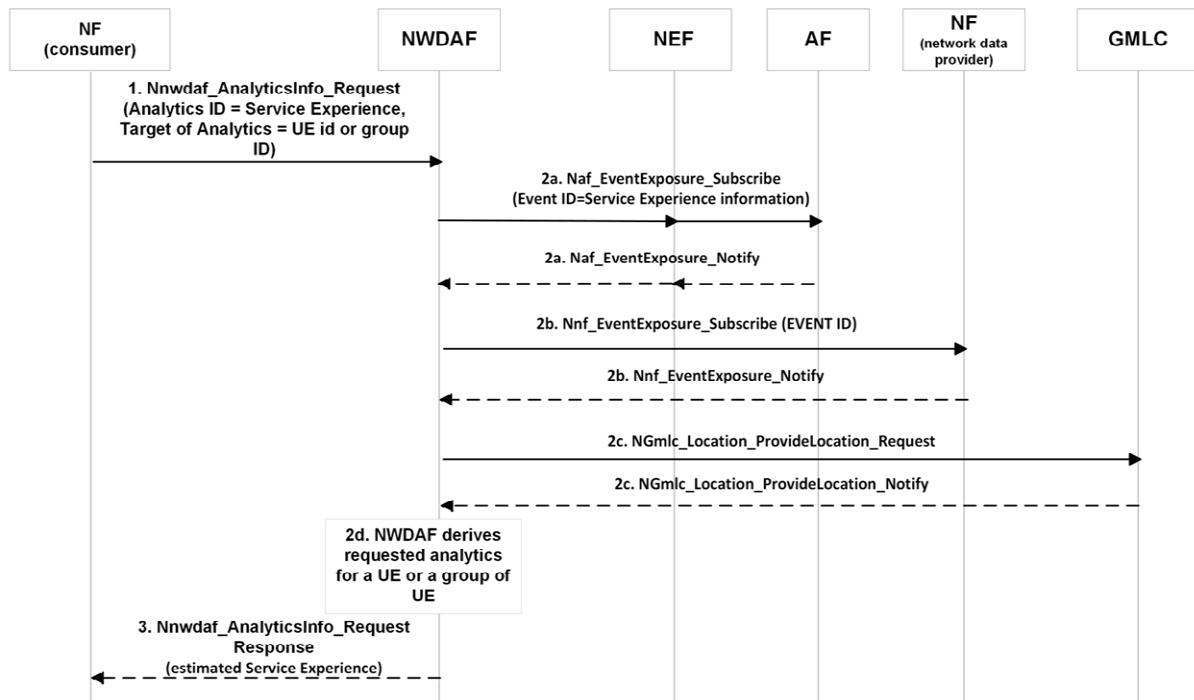 NF
(consumer)
NWDAF
NEF
AF
NF
(network data
provider)
GMLC
1. Nnwdaf_AnalyticsInfo_Request
(Analytics ID = Service Experience,
Target of Analytics = UE id or group
ID)
2a. Naf_EventExposure_Subscribe
(Event ID=Service Experience information)
2a. Naf_EventExposure_Notify
2b. Nnf_EventExposure_Subscribe (EVENT ID)
2b. Nnf_EventExposure_Notify
2c. NGmlc_Location_ProvideLocation_Request
2c. NGmlc_Location_ProvideLocation_Notify
2d. NWDAF derives
requested analytics
for a UE or a group of
UE
3. Nnwdaf_AnalyticsInfo_Request
Response
(estimated Service Experience)